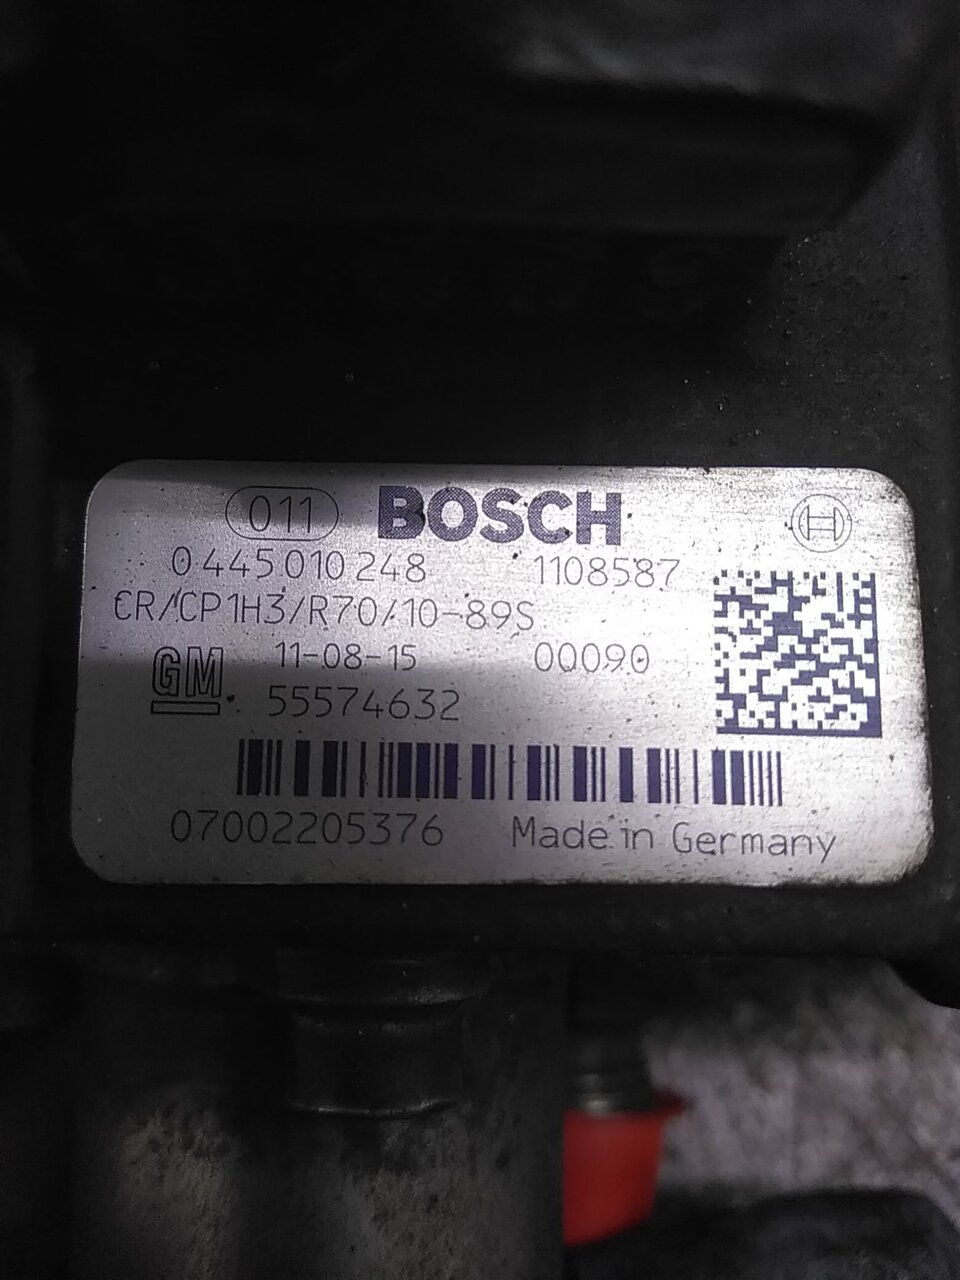 011 BOSCH
0 445 010 248 1108587
CR/CP1H3/R70/10-89S
GM 11-08-15 00090
55574632
07002205376 Made in Germany